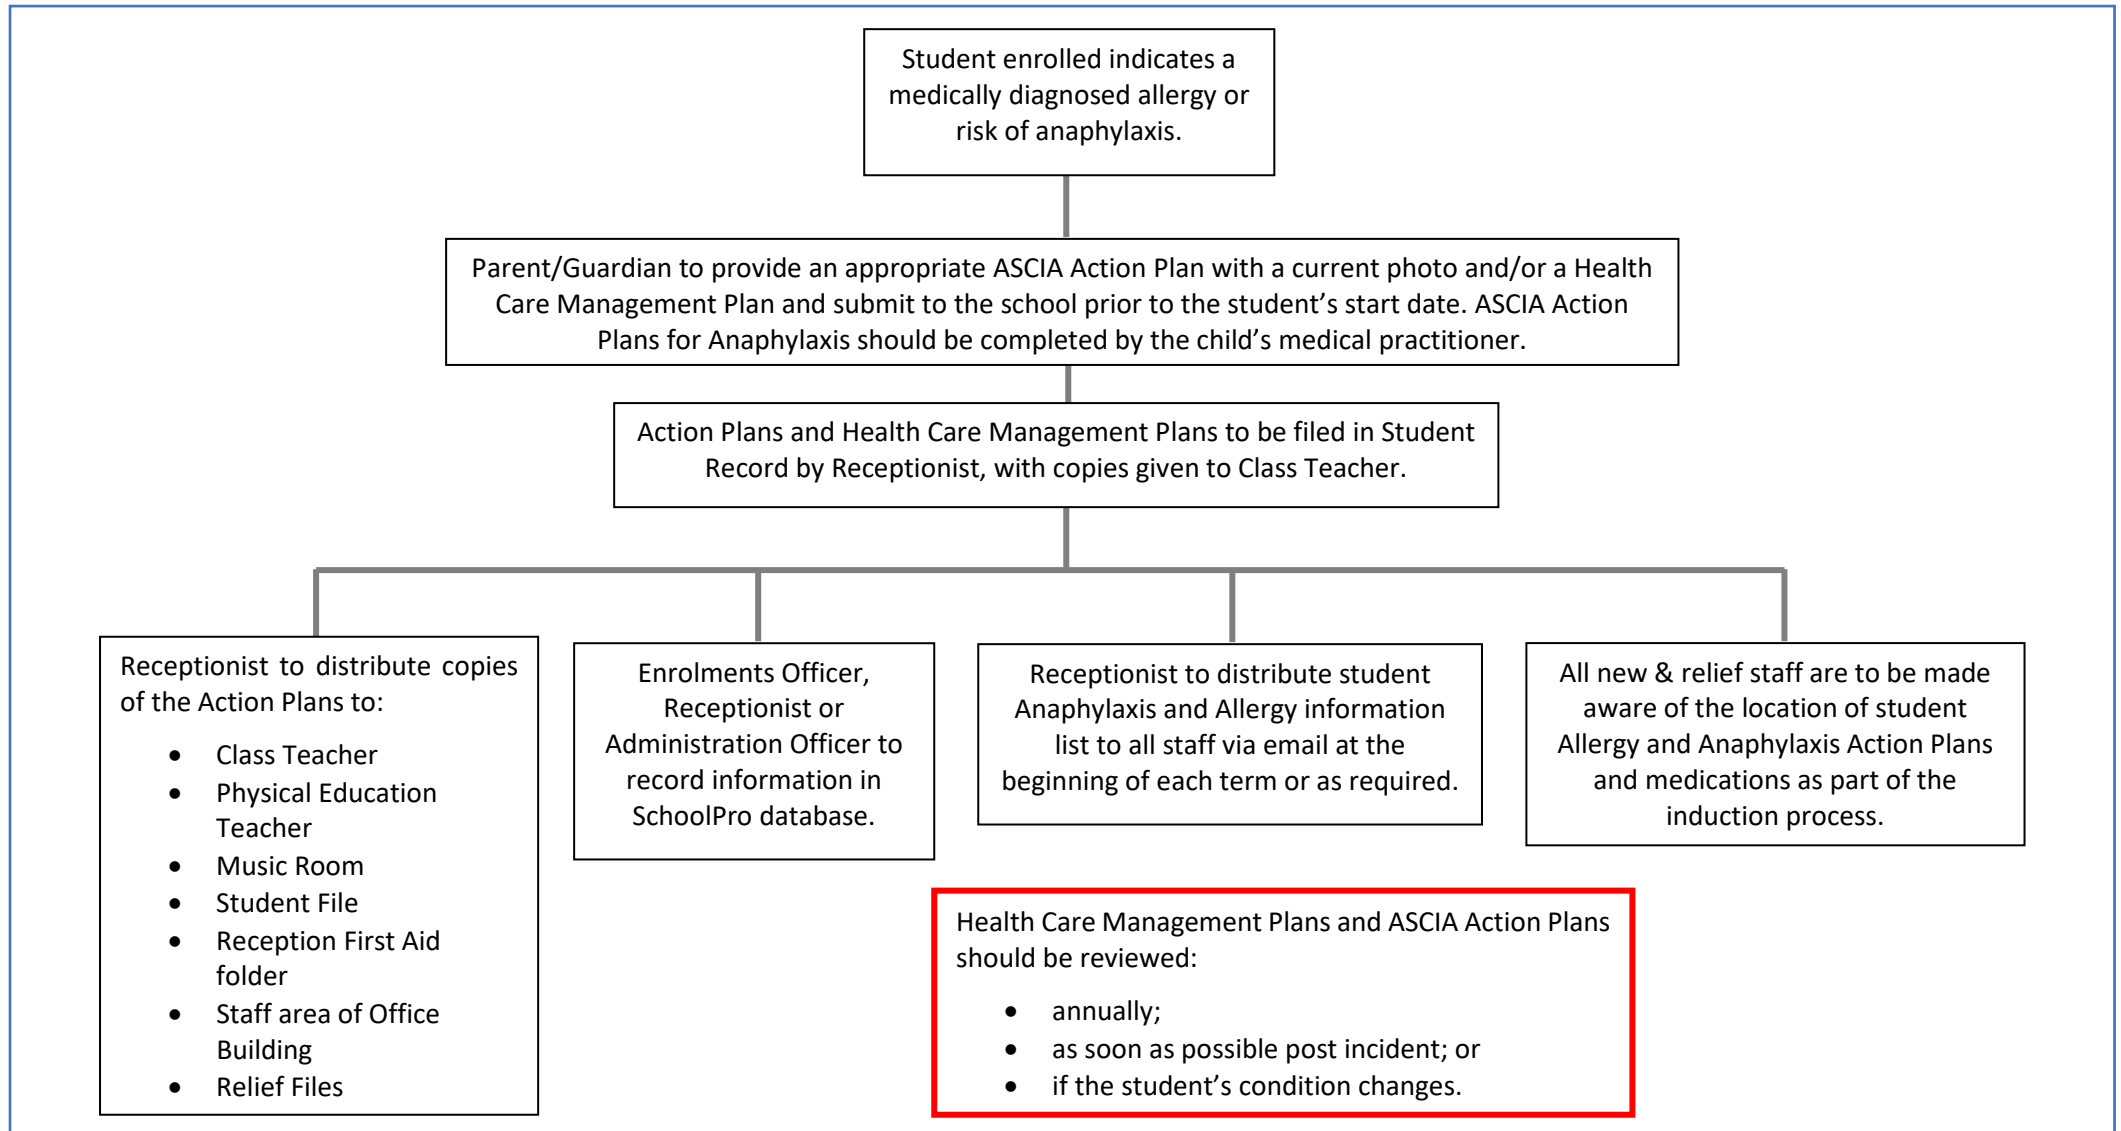 Student enrolled indicates a
medically diagnosed allergy or
risk of anaphylaxis.
Parent/Guardian to provide an appropriate ASCIA Action Plan with a current photo and/or a Health
Care Management Plan and submit to the school prior to the student’s start date. ASCIA Action
Plans for Anaphylaxis should be completed by the child’s medical practitioner.
Action Plans and Health Care Management Plans to be filed in Student
Record by Receptionist, with copies given to Class Teacher.
Receptionist to distribute copies
of the Action Plans to:
• Class Teacher
• Physical Education
Teacher
• Music Room
• Student File
• Reception First Aid
folder
• Staff area of Office
Building
• Relief Files
Enrolments Officer,
Receptionist or
Administration Officer to
record information in
SchoolPro database.
Receptionist to distribute student
Anaphylaxis and Allergy information
list to all staff via email at the
beginning of each term or as required.
All new & relief staff are to be made
aware of the location of student
Allergy and Anaphylaxis Action Plans
and medications as part of the
induction process.
Health Care Management Plans and ASCIA Action Plans
should be reviewed:
• annually;
• as soon as possible post incident; or
• if the student’s condition changes.